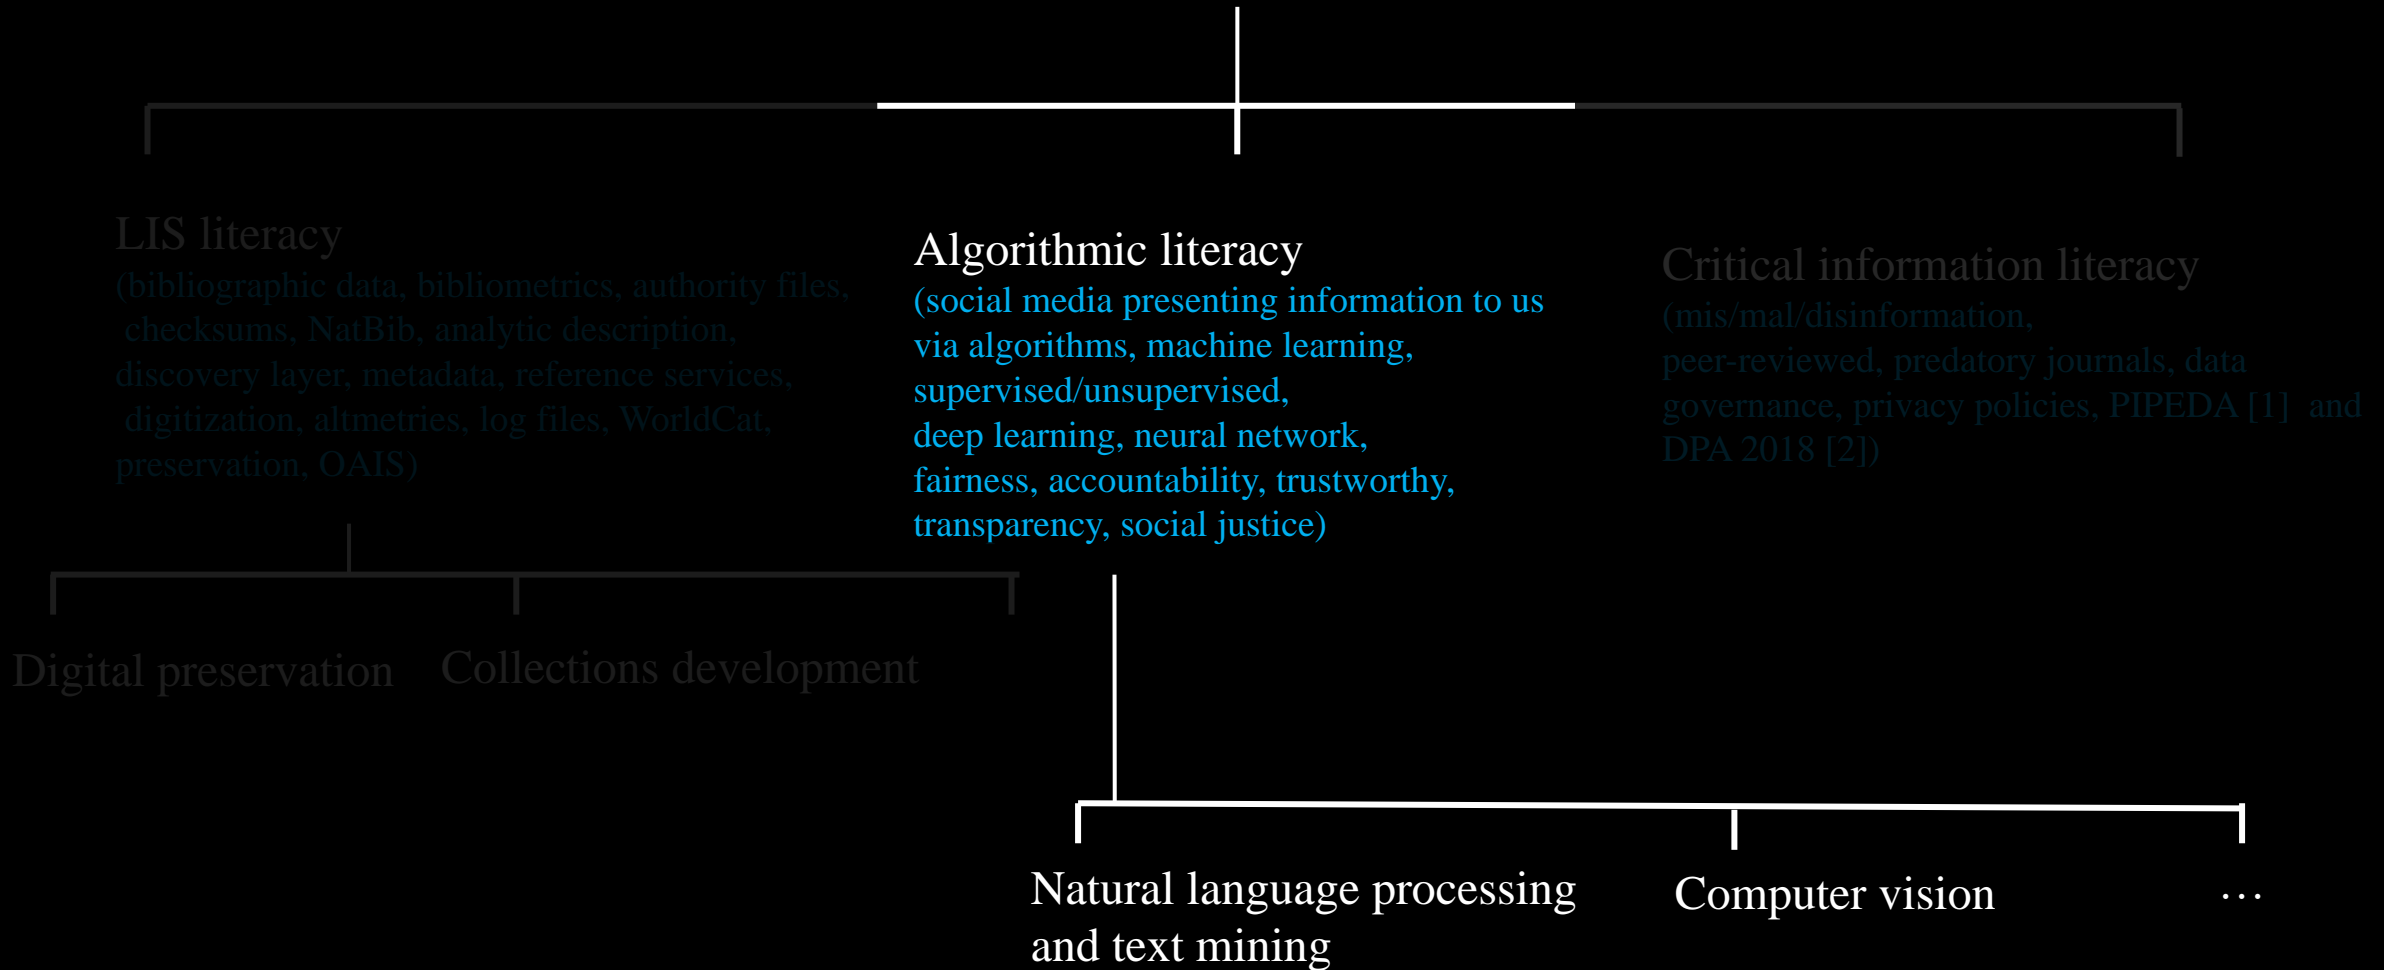 LIS literacy
(bibliographic data, bibliometrics, authority files,
checksums, NatBib, analytic description,
discovery layer, metadata, reference services,
digitization, altmetries, log files, WorldCat,
preservation, OAIS)
Algorithmic literacy
(social media presenting information to us
via algorithms, machine learning,
supervised/unsupervised,
deep learning, neural network,
fairness, accountability, trustworthy,
transparency, social justice)
Critical information literacy
(mis/mal/disinformation,
peer-reviewed, predatory journals, data
governance, privacy policies, PIPEDA [1] and
DPA 2018 [2])
Digital preservation
Collections development
Natural language processing
and text mining
Computer vision
…